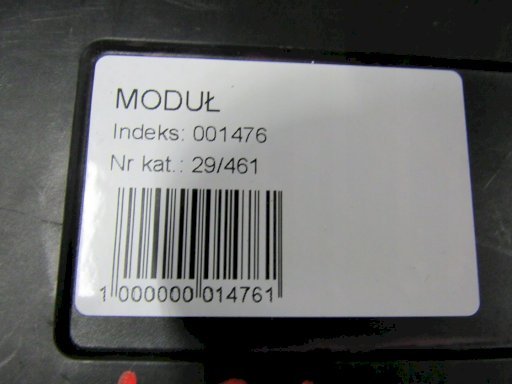 MODUŁ
Indeks: 001476
Nr kat.: 29/461
1 000000 014761